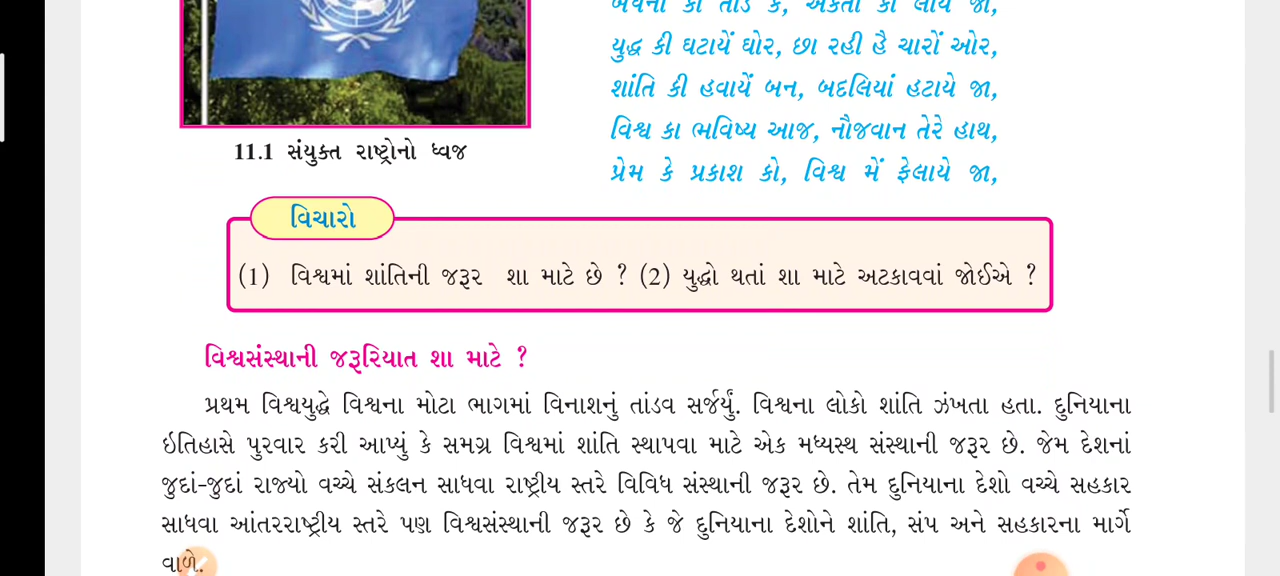 બંધનો કો તોડ કે, એકતા કો લાયે જા,
યુદ્ધ કી ઘટાયેં ઘોર, છા રહી હૈ ચારોં ઓર,
શાંતિ કી હવાયેં બન, બદલિયાં હટાયે જા,
વિશ્વ કા ભવિષ્ય આજ, નૌજવાન તેરે હાથ,
પ્રેમ કે પ્રકાશ કો, વિશ્વ મેં ફેલાયે જા,
11.1 સંયુક્ત રાષ્ટ્રોનો ધ્વજ
વિચારો
(1) વિશ્વમાં શાંતિની જરૂર શા માટે છે ? (2) યુદ્ધો થતાં શા માટે અટકાવવાં જોઈએ ?
વિશ્વસંસ્થાની જરૂરિયાત શા માટે ?
પ્રથમ વિશ્વયુદ્ધે વિશ્વના મોટા ભાગમાં વિનાશનું તાંડવ સર્જર્યું. વિશ્વના લોકો શાંતિ ઝંખતા હતા. દુનિયાના
ઇતિહાસે પુરવાર કરી આપ્યું કે સમગ્ર વિશ્વમાં શાંતિ સ્થાપવા માટે એક મધ્યસ્થ સંસ્થાની જરૂર છે. જેમ દેશનાં
જુદાં-જુદાં રાજ્યો વચ્ચે સંકલન સાધવા રાષ્ટ્રીય સ્તરે વિવિધ સંસ્થાની જરૂર છે. તેમ દુનિયાના દેશો વચ્ચે સહકાર
સાધવા આંતરરાષ્ટ્રીય સ્તરે પણ વિશ્વસંસ્થાની જરૂર છે કે જે દુનિયાના દેશોને શાંતિ, સંપ અને સહકારના માર્ગે
વાળે.